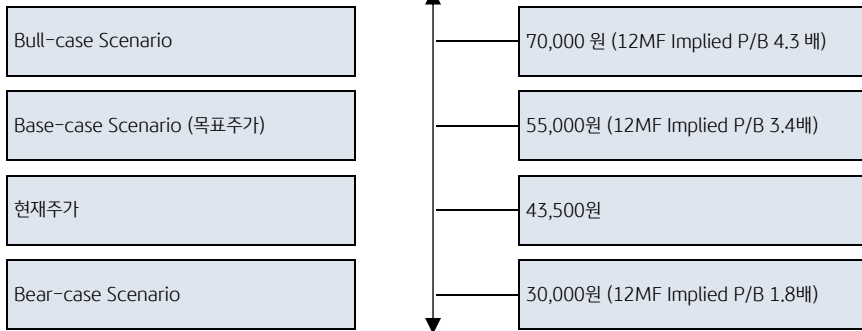 Bull-case Scenario
70,000 원 (12MF Implied P/B 4.3 배)
Base-case Scenario (목표주가)
55,000원 (12MF Implied P/B 3.4배)
현재주가
43,500원
Bear-case Scenario
30,000원 (12MF Implied P/B 1.8배)